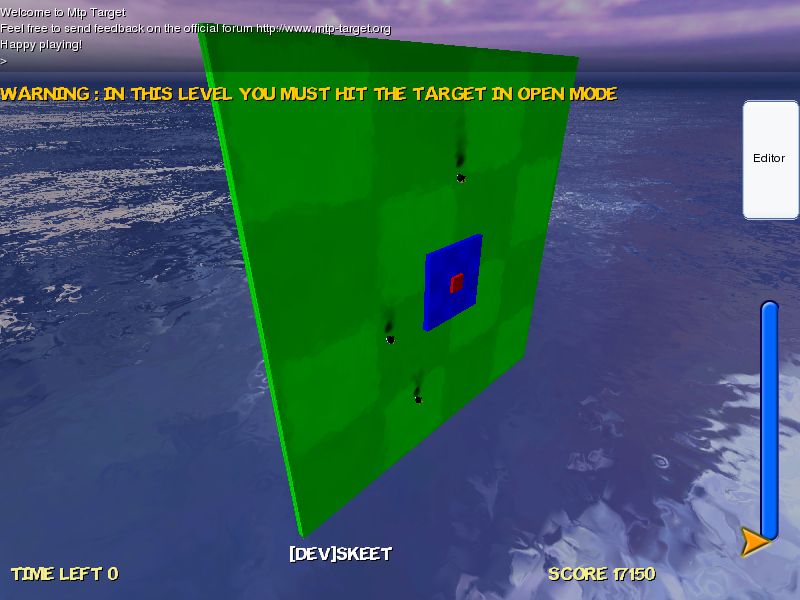 Welcome to Mtp Target
Feel free to send feedback on the official forum http://www.mtp-target.org
Happy playing!
>
WARNING : IN THIS LEVEL YOU MUST HIT THE TARGET IN OPEN MODE
Editor
[DEV]SKEET
TIME LEFT 0
SCORE 17150